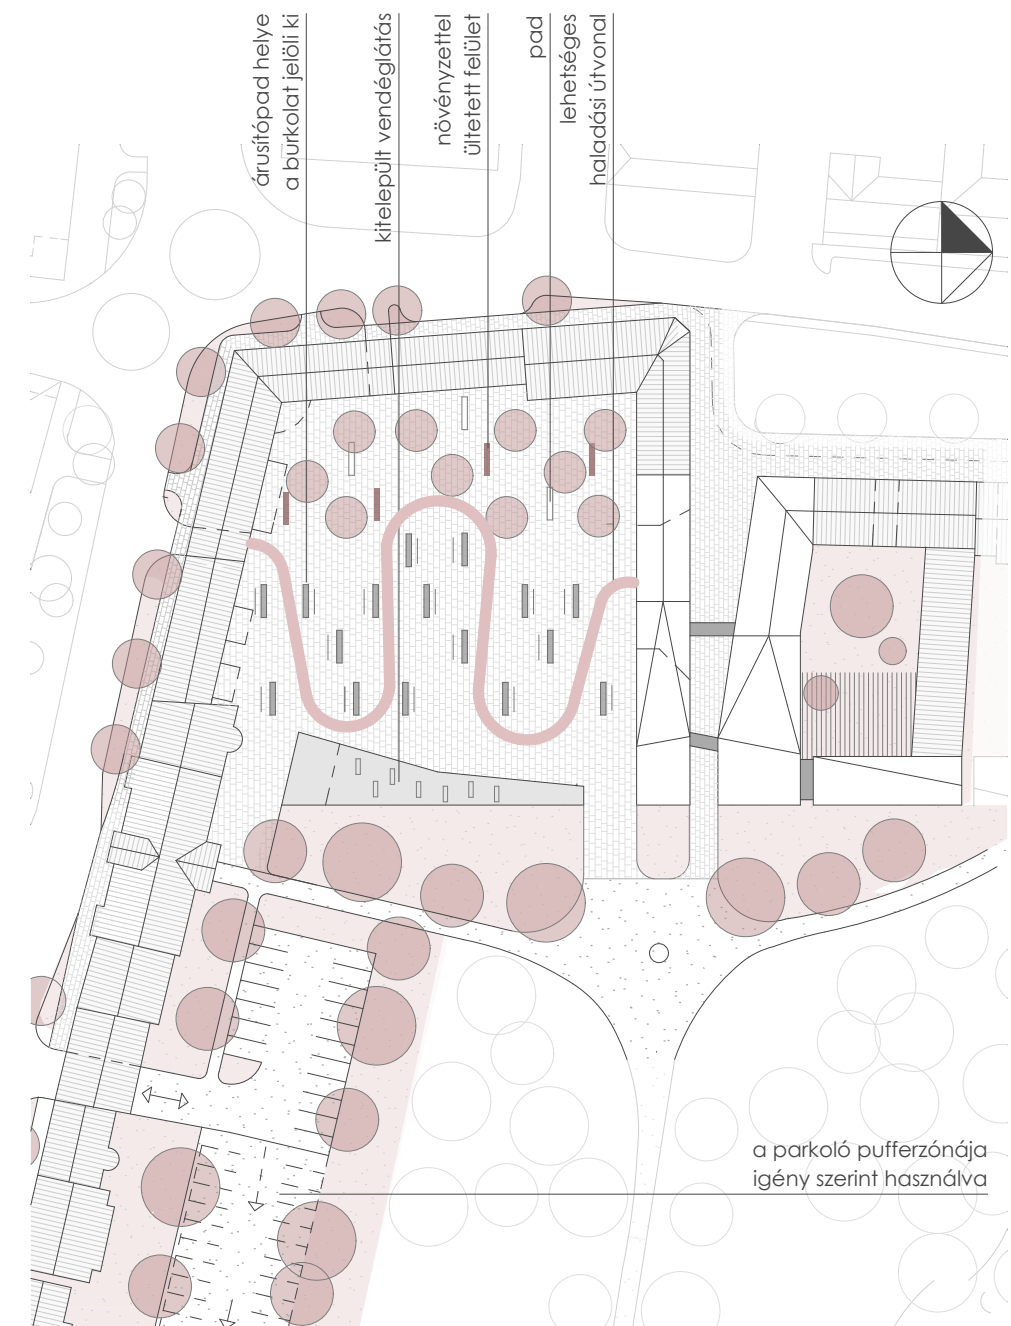 árusítópad helye
a burkolat jelöli ki
kitelepült vendéglátás
növényzettel
ültetett felület
pad
lehetséges
haladási útvonal
a parkoló pufferzónája
igény szerint használva